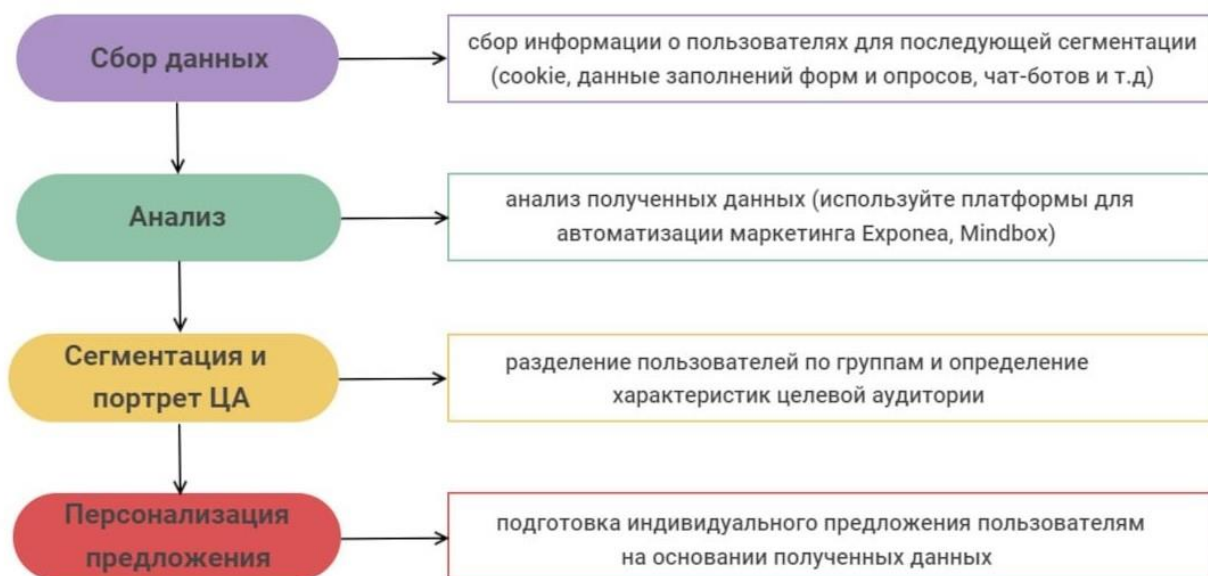 Сбор данных
сбор информации о пользователях для последующей сегментации
(cookie, данные заполнений форм и опросов, чат-ботов и т.д)
Анализ
анализ полученных данных (используйте платформы для
автоматизации маркетинга Exponea, Mindbox)
Сегментация и
портрет ЦА
разделение пользователей по группам и определение
характеристик целевой аудитории
Персонализация
предложения
подготовка индивидуального предложения пользователям
на основании полученных данных